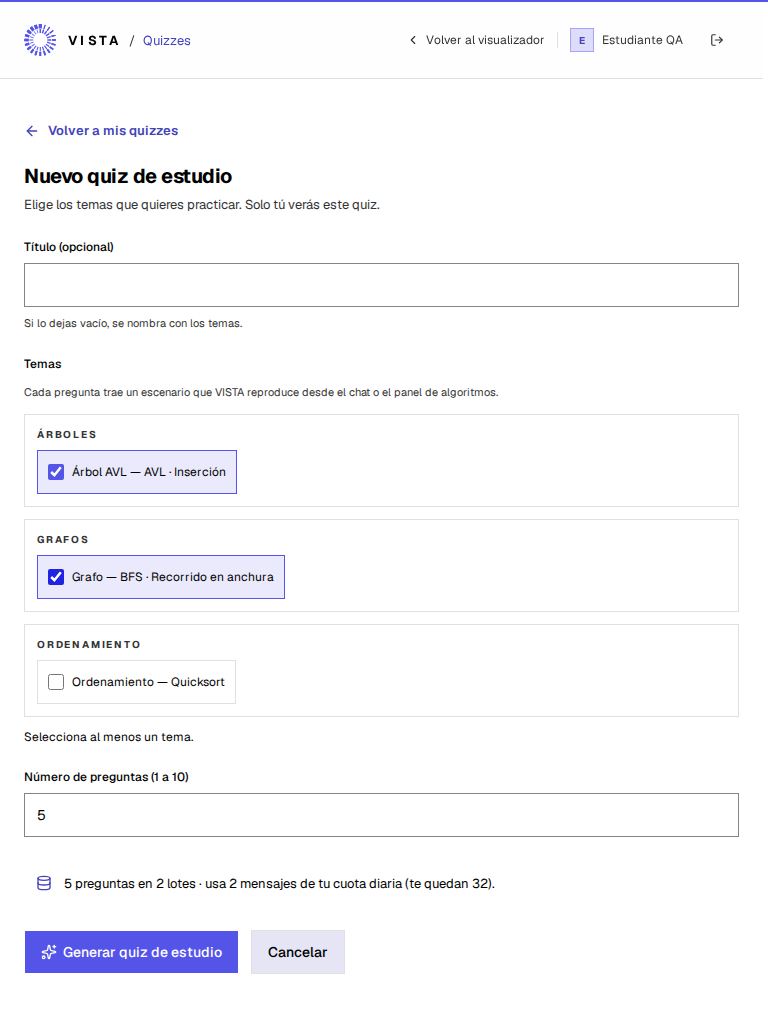 VISTA / Quizzes
Volver al visualizador
E
Estudiante QA
Volver a mis quizzes
Nuevo quiz de estudio
Elige los temas que quieres practicar. Solo tú verás este quiz.
Título (opcional)
Si lo dejas vacío, se nombra con los temas.
Temas
Cada pregunta trae un escenario que VISTA reproduce desde el chat o el panel de algoritmos.
ÁRBOLES
Árbol AVL — AVL · Inserción
GRAFOS
Grafo — BFS · Recorrido en anchura
ORDENAMIENTO
Ordenamiento — Quicksort
Selecciona al menos un tema.
Número de preguntas (1 a 10)
5
5 preguntas en 2 lotes · usa 2 mensajes de tu cuota diaria (te quedan 32).
Generar quiz de estudio
Cancelar